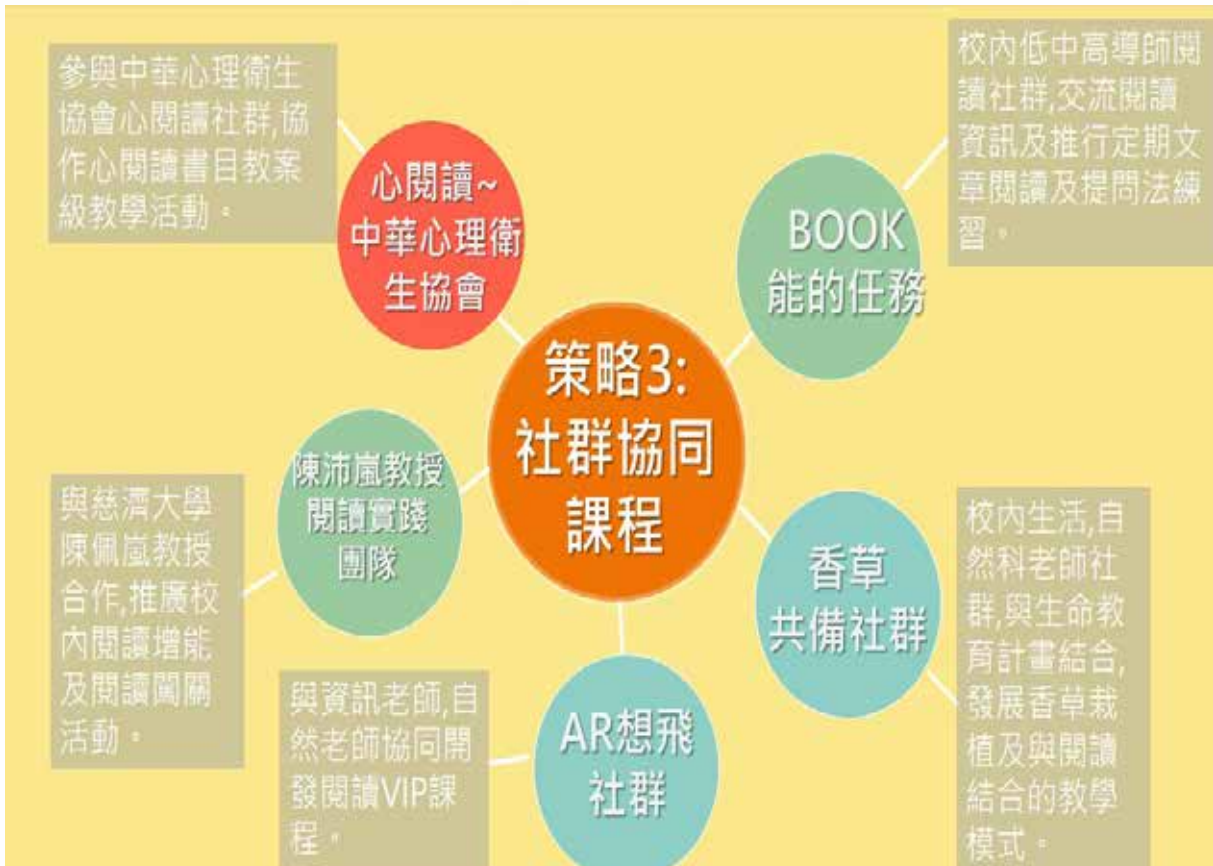 策略3:
社群協同
課程
心閱讀~
中華心理衛
生協會
參與中華心理衛生
協會心閱讀社群,協
作心閱讀書目教案
級教學活動。
BOOK
能的任務
校內低中高導師閱
讀社群,交流閱讀
資訊及推行定期文
章閱讀及提問法練
習。
陳沛嵐教授
閱讀實踐
團隊
與慈濟大學
陳佩嵐教授
合作,推廣校
內閱讀增能
及閱讀闖關
活動。
香草
共備社群
校內生活,自
然科老師社
群,與生命教
育計畫結合,
發展香草栽
植及與閱讀
結合的教學
模式。
AR想飛
社群
與資訊老師,自
然老師協同開
發閱讀VIP課
程。